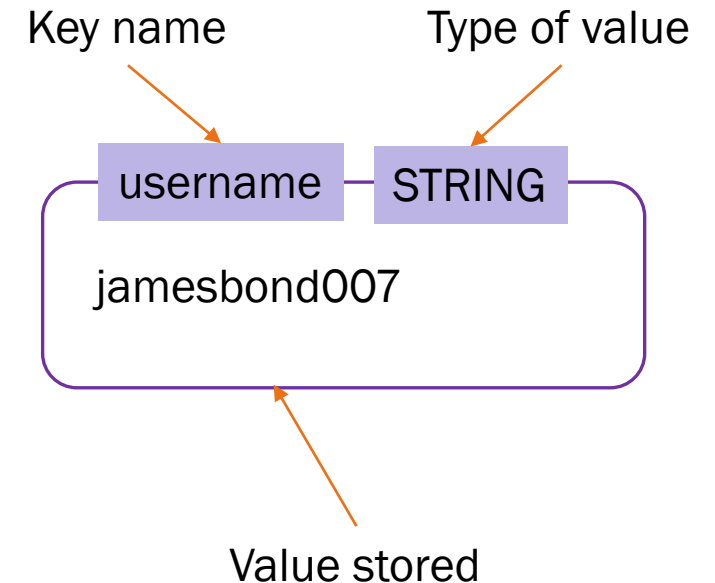 Key name
Type of value
username
STRING
jamesbond007
Value stored